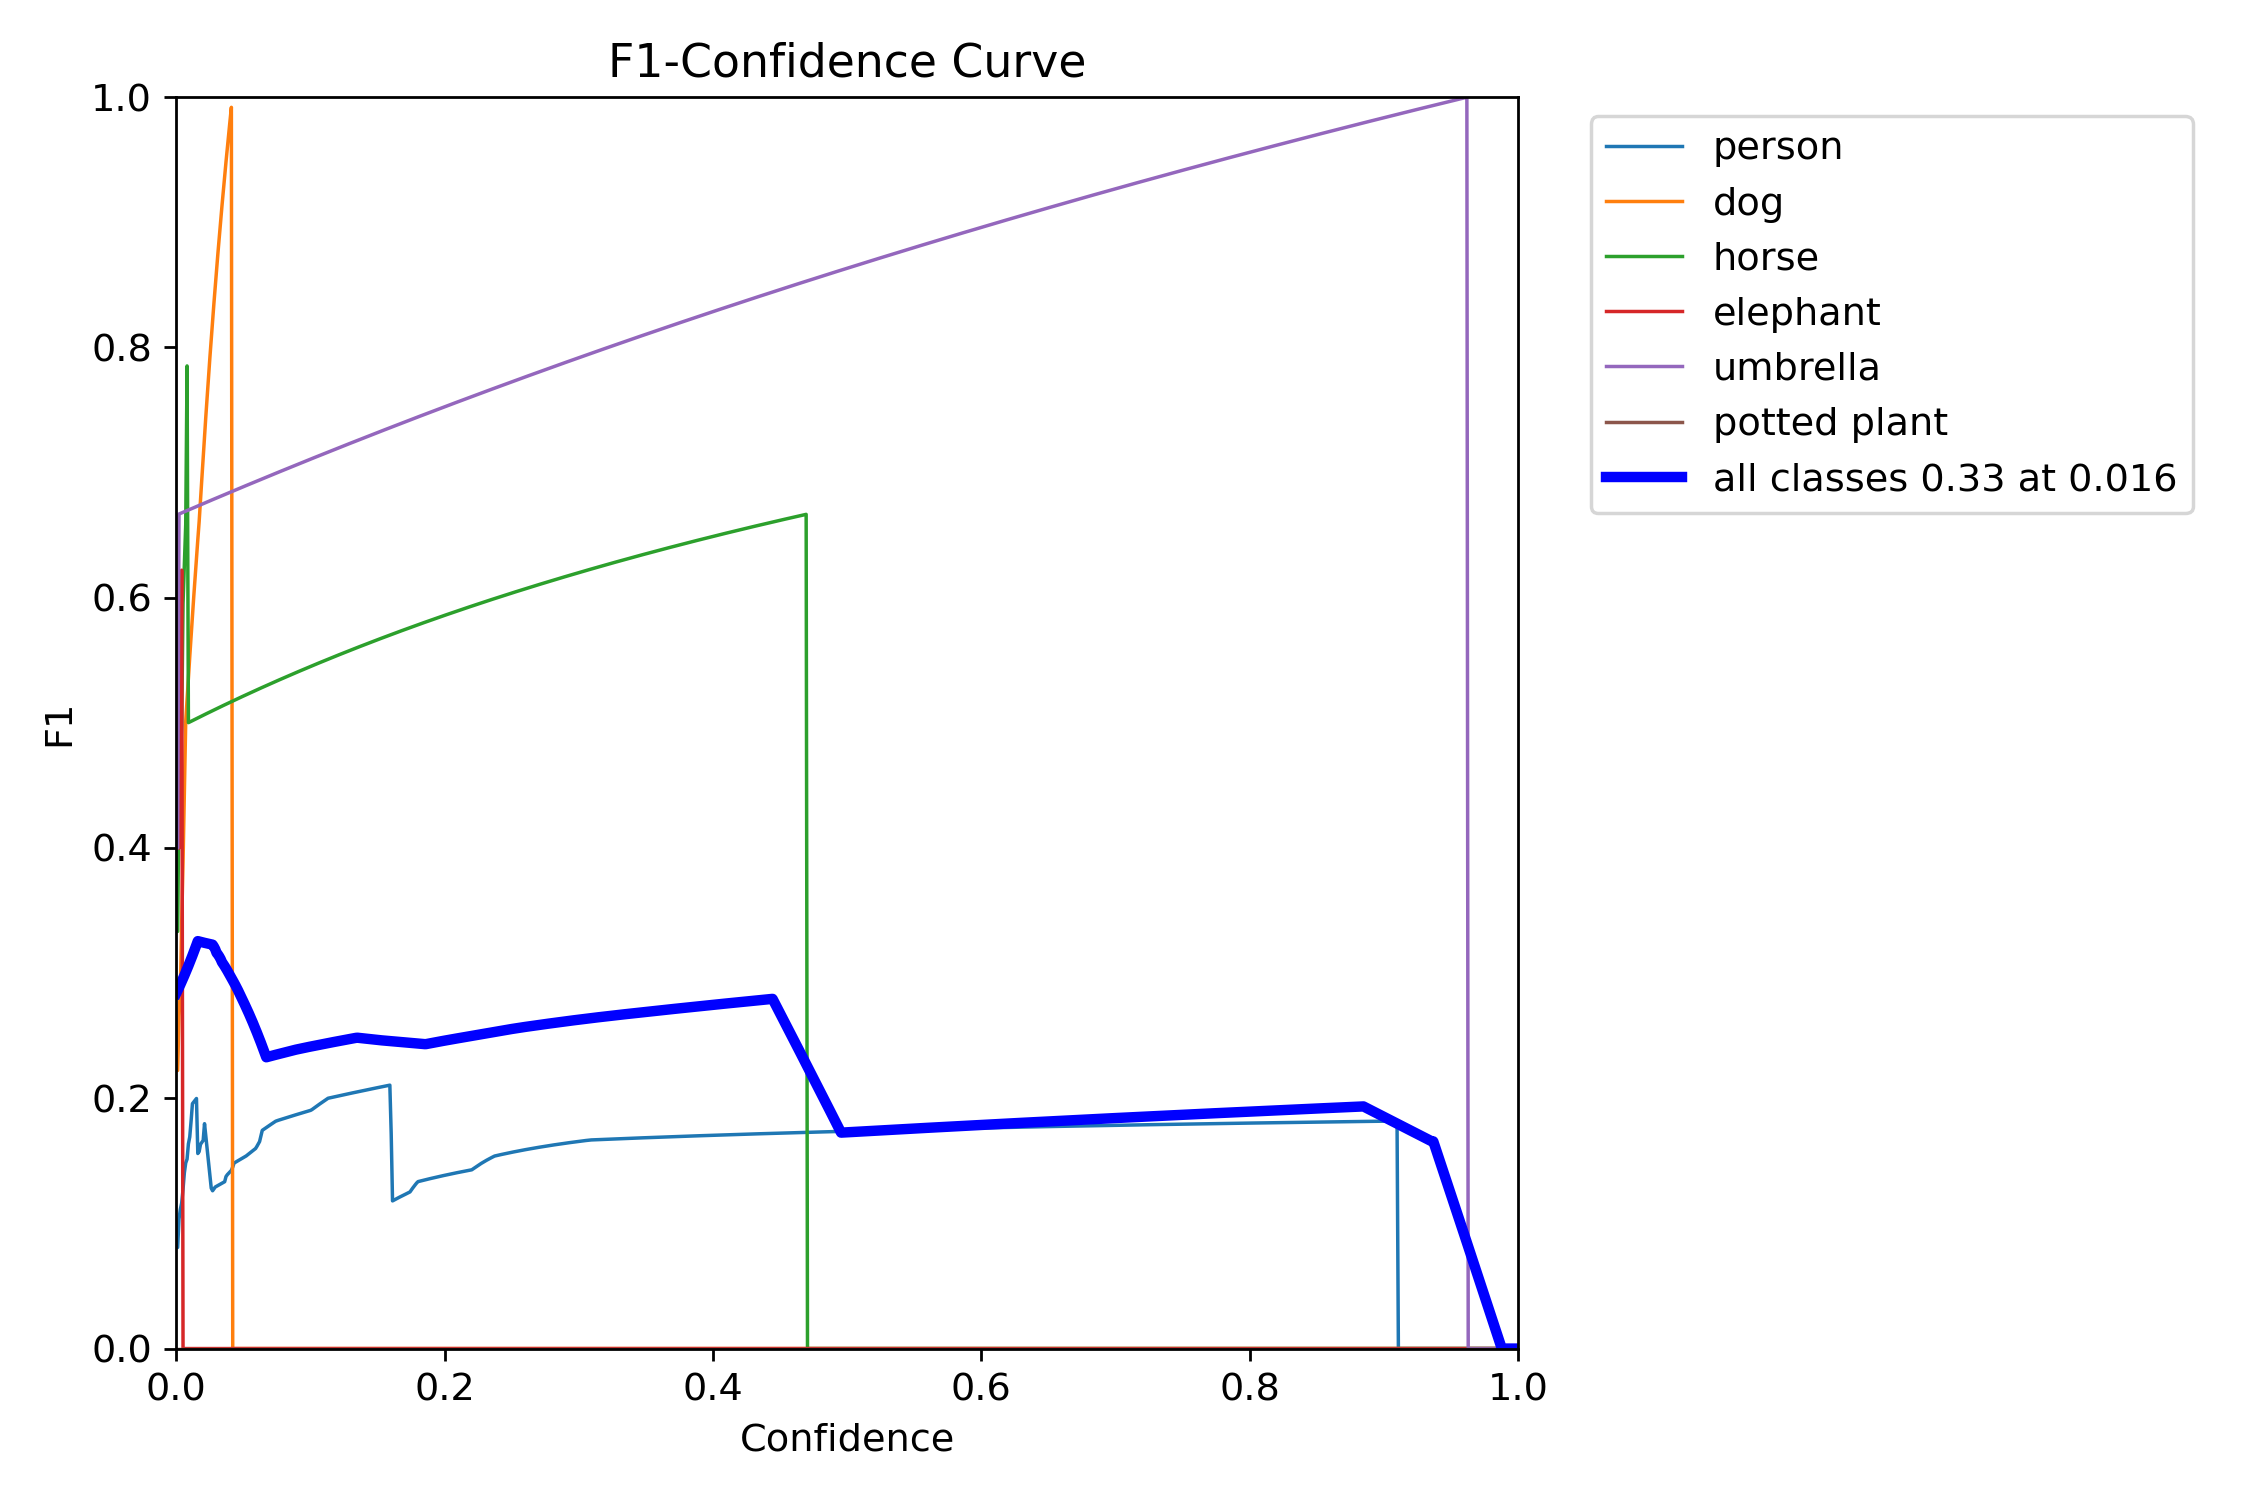 F1-Confidence Curve
1.0
0.8
0.6
0.4
0.2
0.0
F1
0.0 0.2 0.4 0.6 0.8 1.0
Confidence
person
dog
horse
elephant
umbrella
potted plant
all classes 0.33 at 0.016